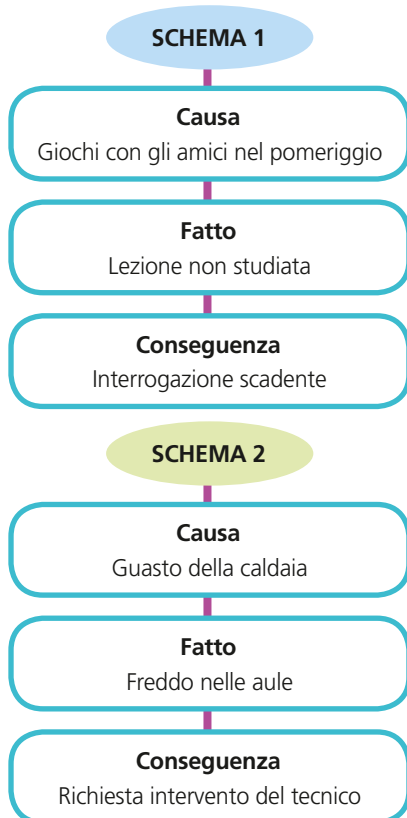 SCHEMA 1
Causa
Giochi con gli amici nel pomeriggio
Fatto
Lezione non studiata
Conseguenza
Interrogazione scadente
SCHEMA 2
Causa
Guasto della caldaia
Fatto
Freddo nelle aule
Conseguenza
Richiesta intervento del tecnico